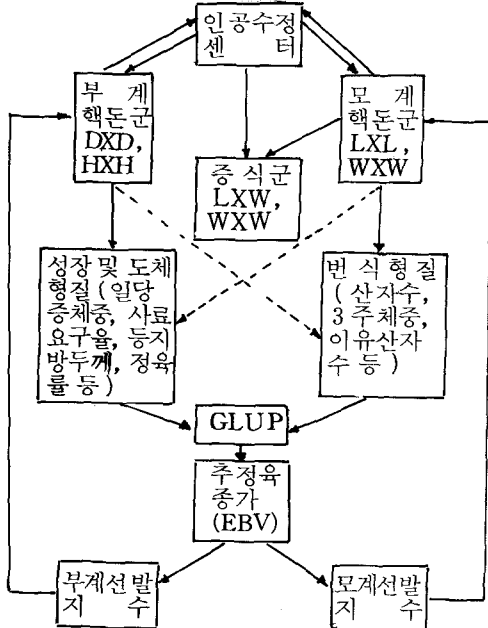 인공수정
센 터
부 계
핵돈군
DXD,
HXH
모 계
핵돈군
LXL,
WXW
증식군
LXW,
WXW
성장 및 도체
형질(일당
증체중, 사료
요구율, 등지
방두께, 정육
률 등)
번 식형질
( 산자수,
3 주체중,
이유산자
수 등 )
GLUP
추정육
종가
(EBV)
부계선발
지 수
모계선발
지 수